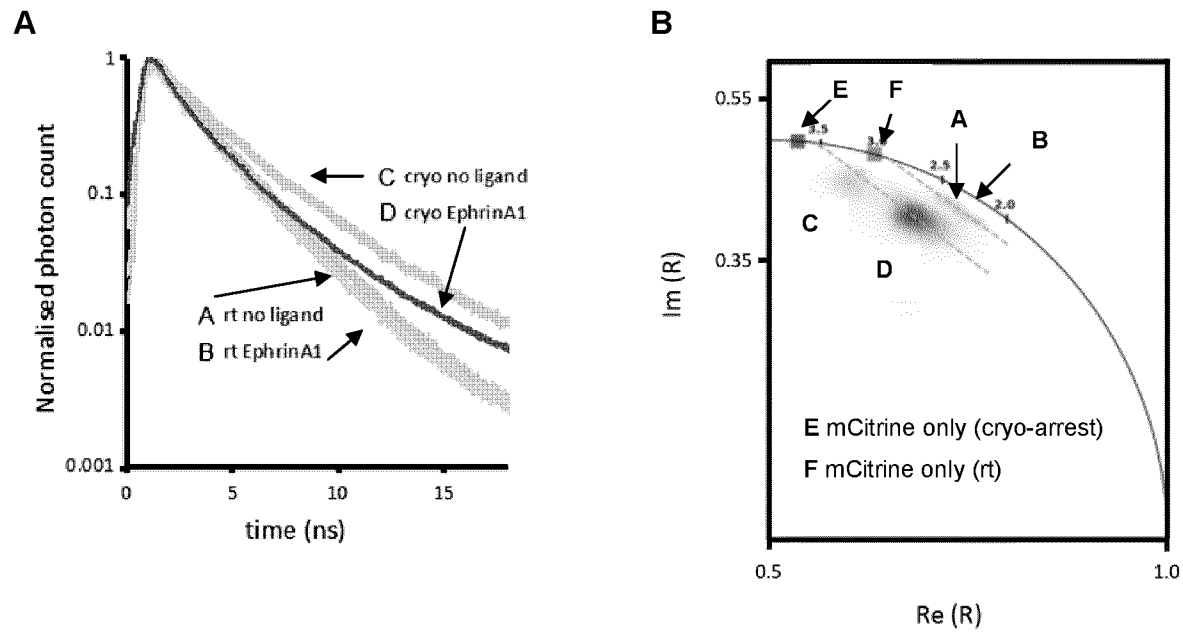 A
B
Normalised photon count
1
0.1
0.01
0.001
0
5
10
15
time (ns)
C cryo no ligand
D cryo EphrinA1
A rt no ligand
B rt EphrinA1
Im (R)
0.55
0.35
0.5
1.0
Re (R)
E
F
A
B
3.5
2.5
2.0
C
D
E mCitrine only (cryo-arrest)
F mCitrine only (rt)